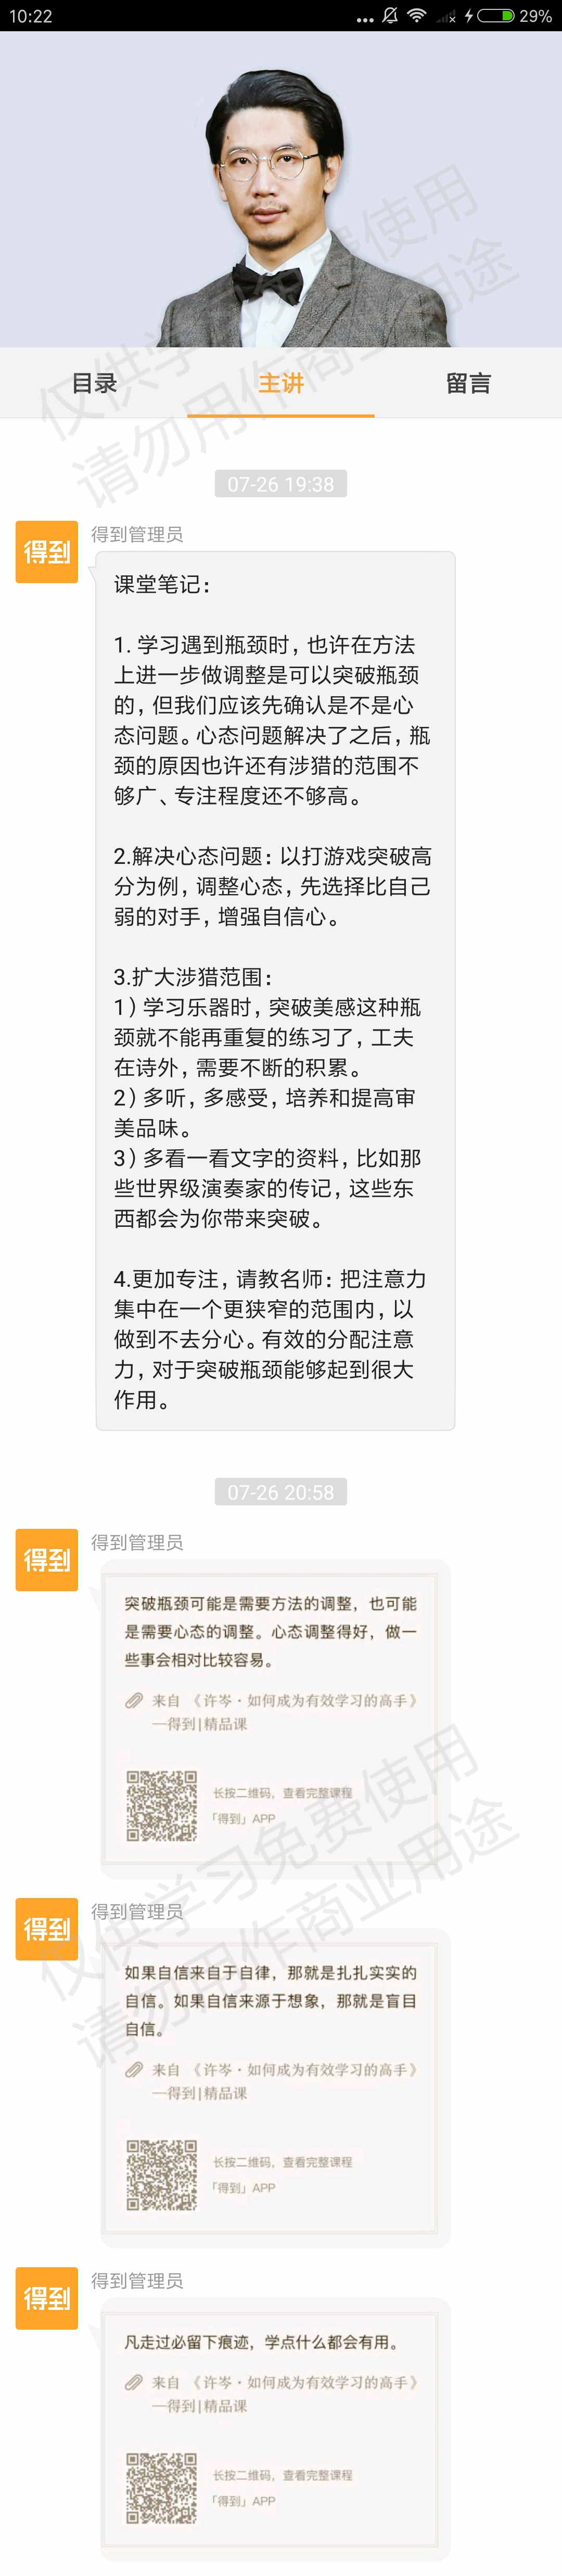 10:22
29%
目录
主讲
留言
07-26 19:38
得到
得到管理员
课堂笔记：
1. 学习遇到瓶颈时，也许在方法
上进一步做调整是可以突破瓶颈
的，但我们应该先确认是不是心
态问题。心态问题解决了之后，瓶
颈的原因也许还有涉猎的范围不
够广、专注程度还不够高。
2.解决心态问题：以打游戏突破高
分为例，调整心态，先选择比自己
弱的对手，增强自信心。
3.扩大涉猎范围：
1）学习乐器时，突破美感这种瓶
颈就不能再重复的练习了，工夫
在诗外，需要不断的积累。
2）多听，多感受，培养和提高审
美品味。
3）多看一看文字的资料，比如那
些世界级演奏家的传记，这些东
西都会为你带来突破。
4.更加专注，请教名师：把注意力
集中在一个更狭窄的范围内，以
做到不去分心。有效的分配注意
力，对于突破瓶颈能够起到很大
作用。
07-26 20:58
得到
得到管理员
突破瓶颈可能是需要方法的调整，也可能
是需要心态的调整。心态调整得好，做一
些事会相对比较容易。
来自 《许岑·如何成为有效学习的高手》
—得到|精品课
长按二维码，查看完整课程
「得到」APP
得到
得到管理员
如果自信来自于自律，那就是扎扎实实的
自信。如果自信来源于想象，那就是盲目
自信。
来自 《许岑·如何成为有效学习的高手》
—得到|精品课
长按二维码，查看完整课程
「得到」APP
得到
得到管理员
凡走过必留下痕迹，学点什么都会有用。
来自 《许岑·如何成为有效学习的高手》
—得到|精品课
长按二维码，查看完整课程
「得到」APP
仅供学习免费使用
请勿用作商业用途
仅供学习免费使用
请勿用作商业用途